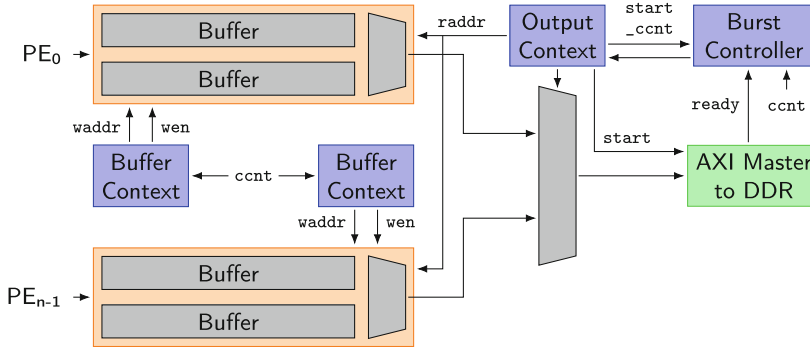 PE0
Buffer
Buffer
raddr
Output
Context
start
_ccnt
Burst
Controller
waddr
wen
ready
ccnt
Buffer
Context
ccnt
Buffer
Context
start
AXI Master
to DDR
waddr
wen
PEn-1
Buffer
Buffer